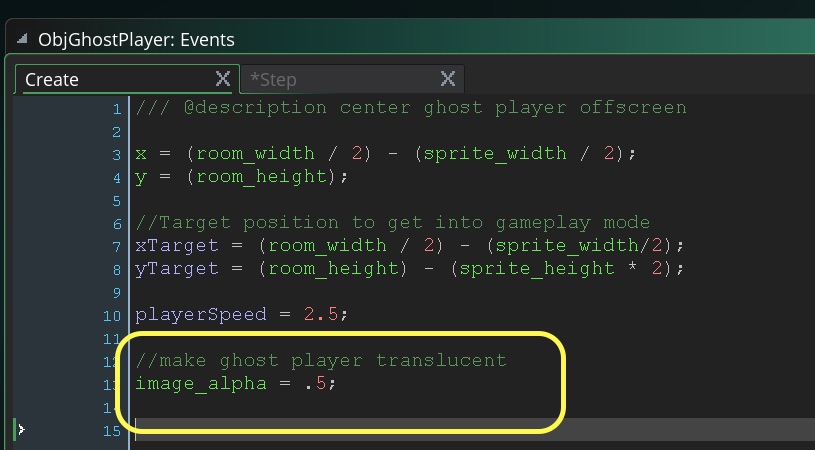 ObjGhostPlayer: Events
Create X *Step X
1 /// @description center ghost player offscreen
2
3 x = (room_width / 2) - (sprite_width / 2);
4 y = (room_height);
5
6 //Target position to get into gameplay mode
7 xTarget = (room_width / 2) - (sprite_width/2);
8 yTarget = (room_height) - (sprite_height * 2);
9
10 playerSpeed = 2.5;
11
12 //make ghost player translucent
13 image_alpha = .5;
14
15